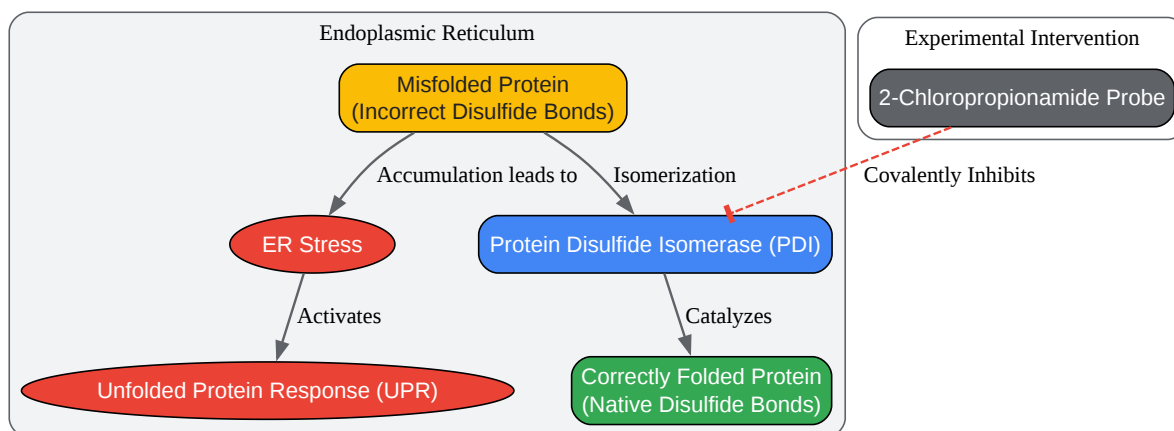 Endoplasmic Reticulum
Experimental Intervention
Misfolded Protein
(Incorrect Disulfide Bonds)
2-Chloropropionamide Probe
Accumulation leads to
Isomerization
Covalently Inhibits
ER Stress
Protein Disulfide Isomerase (PDI)
Activates
Catalyzes
Unfolded Protein Response (UPR)
Correctly Folded Protein
(Native Disulfide Bonds)